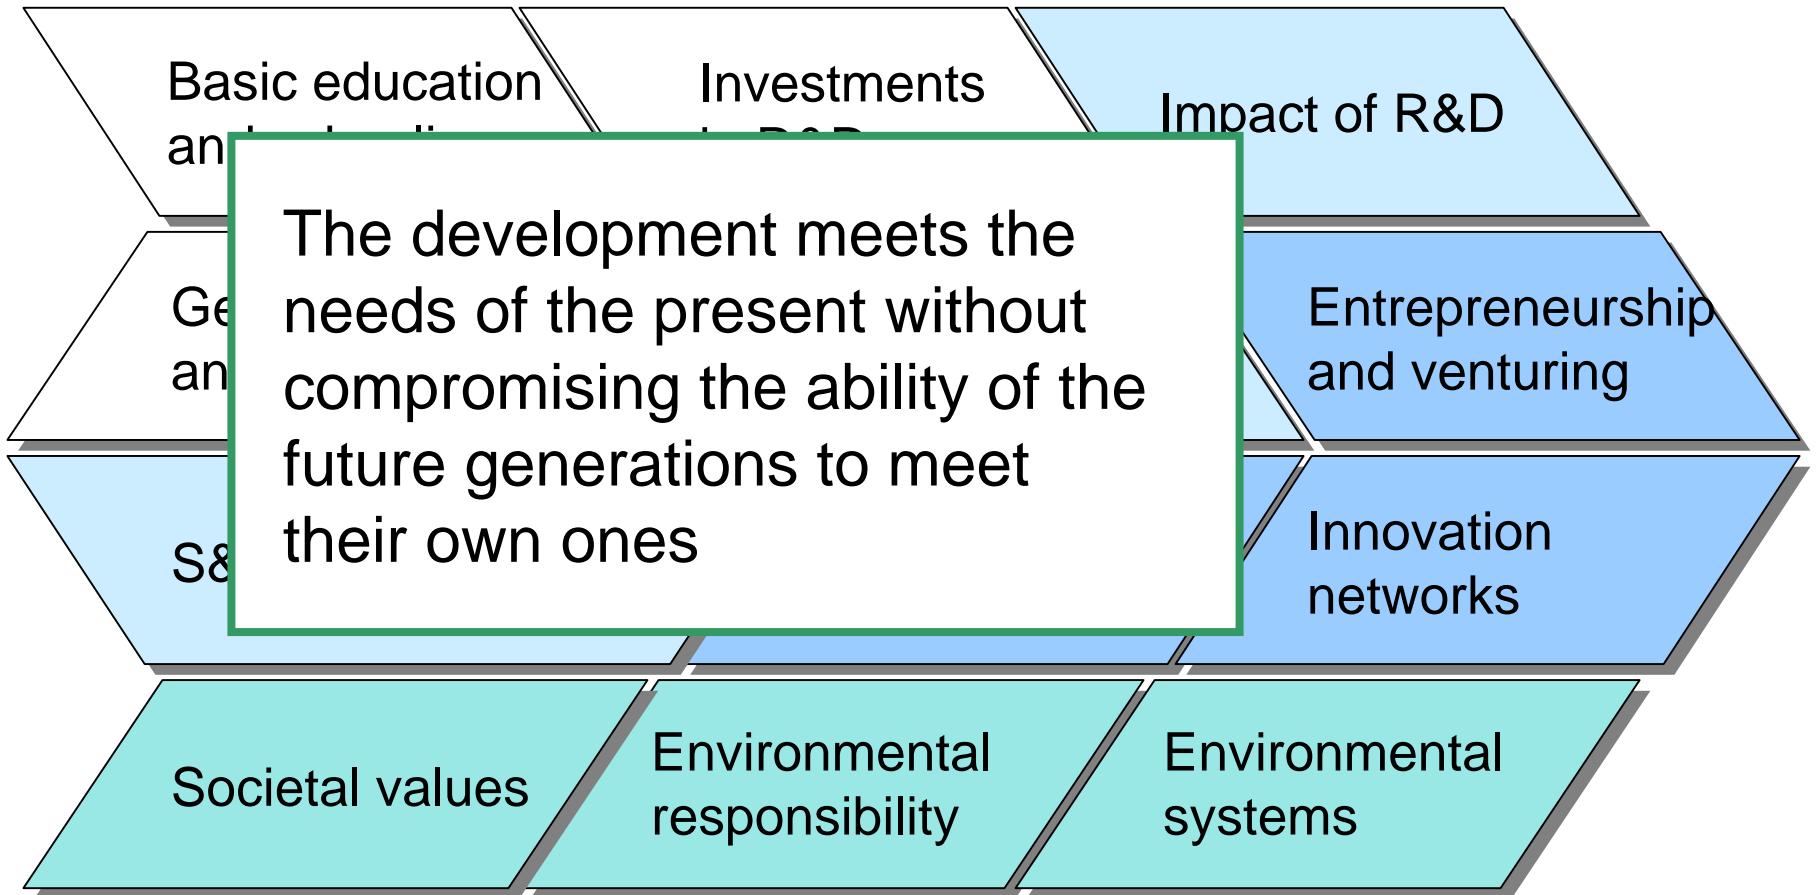 Basic education
Investments
Impact of R&D
The development meets the
needs of the present without
compromising the ability of the
future generations to meet
their own ones
Entrepreneurship
and venturing
Innovation
networks
Societal values
Environmental
responsibility
Environmental
systems